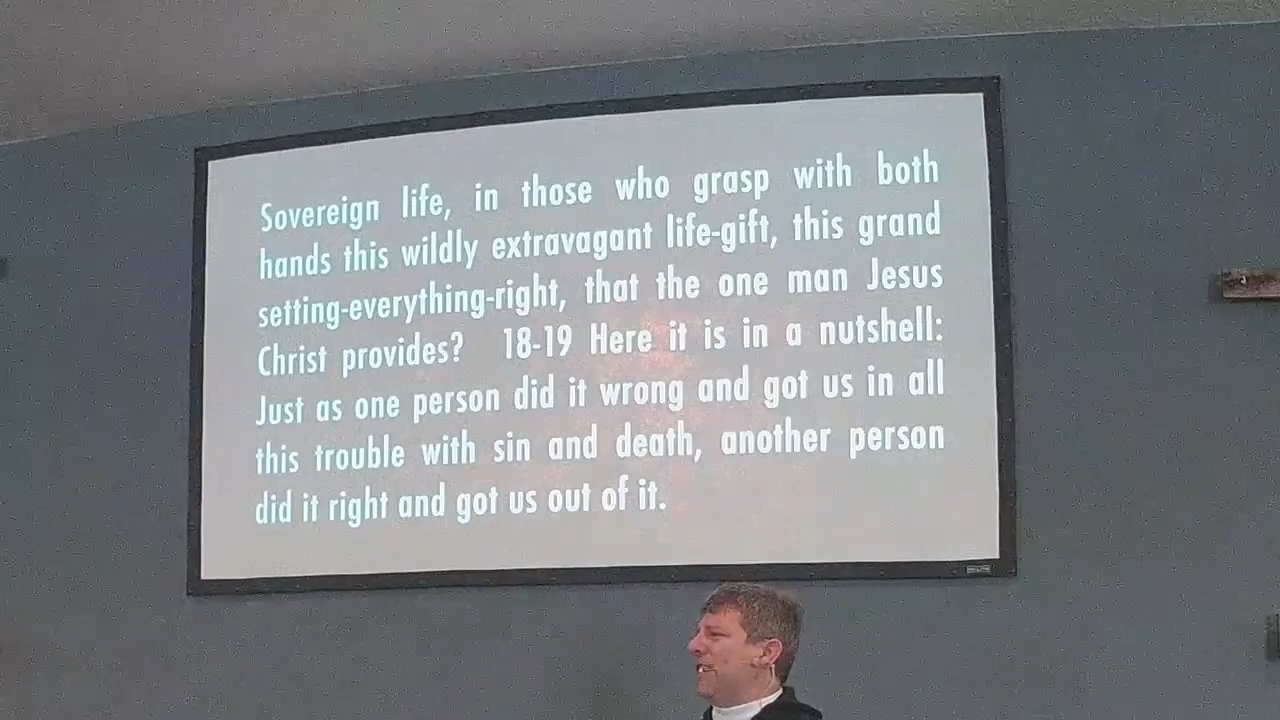 Sovereign life, in those who grasp with both
hands this wildly extravagant life-gift, this grand
setting-everything-right, that the one man Jesus
Christ provides? 18-19 Here it is in a nutshell:
Just as one person did it wrong and got us in all
this trouble with sin and death, another person
did it right and got us out of it.